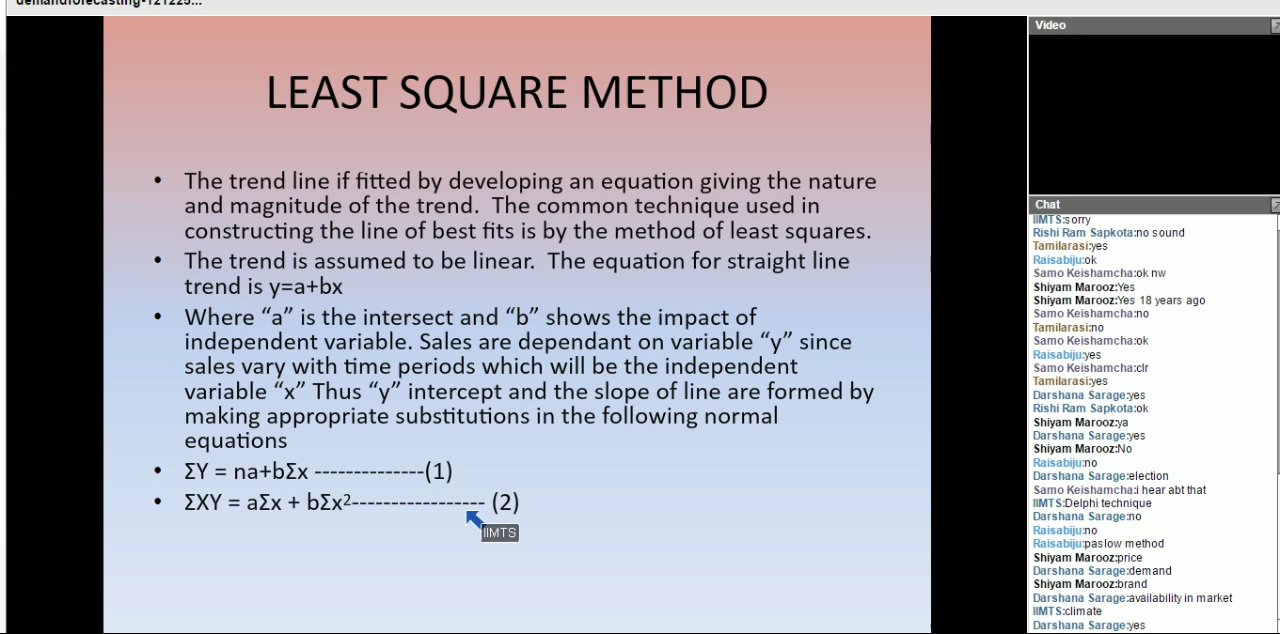 demandforecasting-121225...
LEAST SQUARE METHOD
• The trend line if fitted by developing an equation giving the nature
and magnitude of the trend. The common technique used in
constructing the line of best fits is by the method of least squares.
• The trend is assumed to be linear. The equation for straight line
trend is y=a+bx
• Where “a” is the intersect and “b” shows the impact of
independent variable. Sales are dependant on variable “y” since
sales vary with time periods which will be the independent
variable “x” Thus “y” intercept and the slope of line are formed by
making appropriate substitutions in the following normal
equations
• ΣY = na+bΣx --------------(1)
• ΣXY = aΣx + bΣx²----------------- (2)
IIMTS
Video
Chat
IIMTS:sorry
Rishi Ram Sapkota:no sound
Tamilarasi:yes
Raisabiju:ok
Samo Keishamcha:ok nw
Shiyam Marooz:Yes
Shiyam Marooz:Yes 18 years ago
Samo Keishamcha:no
Tamilarasi:no
Samo Keishamcha:ok
Raisabiju:yes
Samo Keishamcha:clr
Tamilarasi:yes
Darshana Sarage:yes
Rishi Ram Sapkota:ok
Shiyam Marooz:ya
Darshana Sarage:yes
Shiyam Marooz:No
Raisabiju:no
Darshana Sarage:election
Samo Keishamcha:i hear abt that
IIMTS:Delphi technique
Darshana Sarage:no
Raisabiju:no
Raisabiju:paslow method
Shiyam Marooz:price
Darshana Sarage:demand
Shiyam Marooz:brand
Darshana Sarage:availability in market
IIMTS:climate
Darshana Sarage:yes